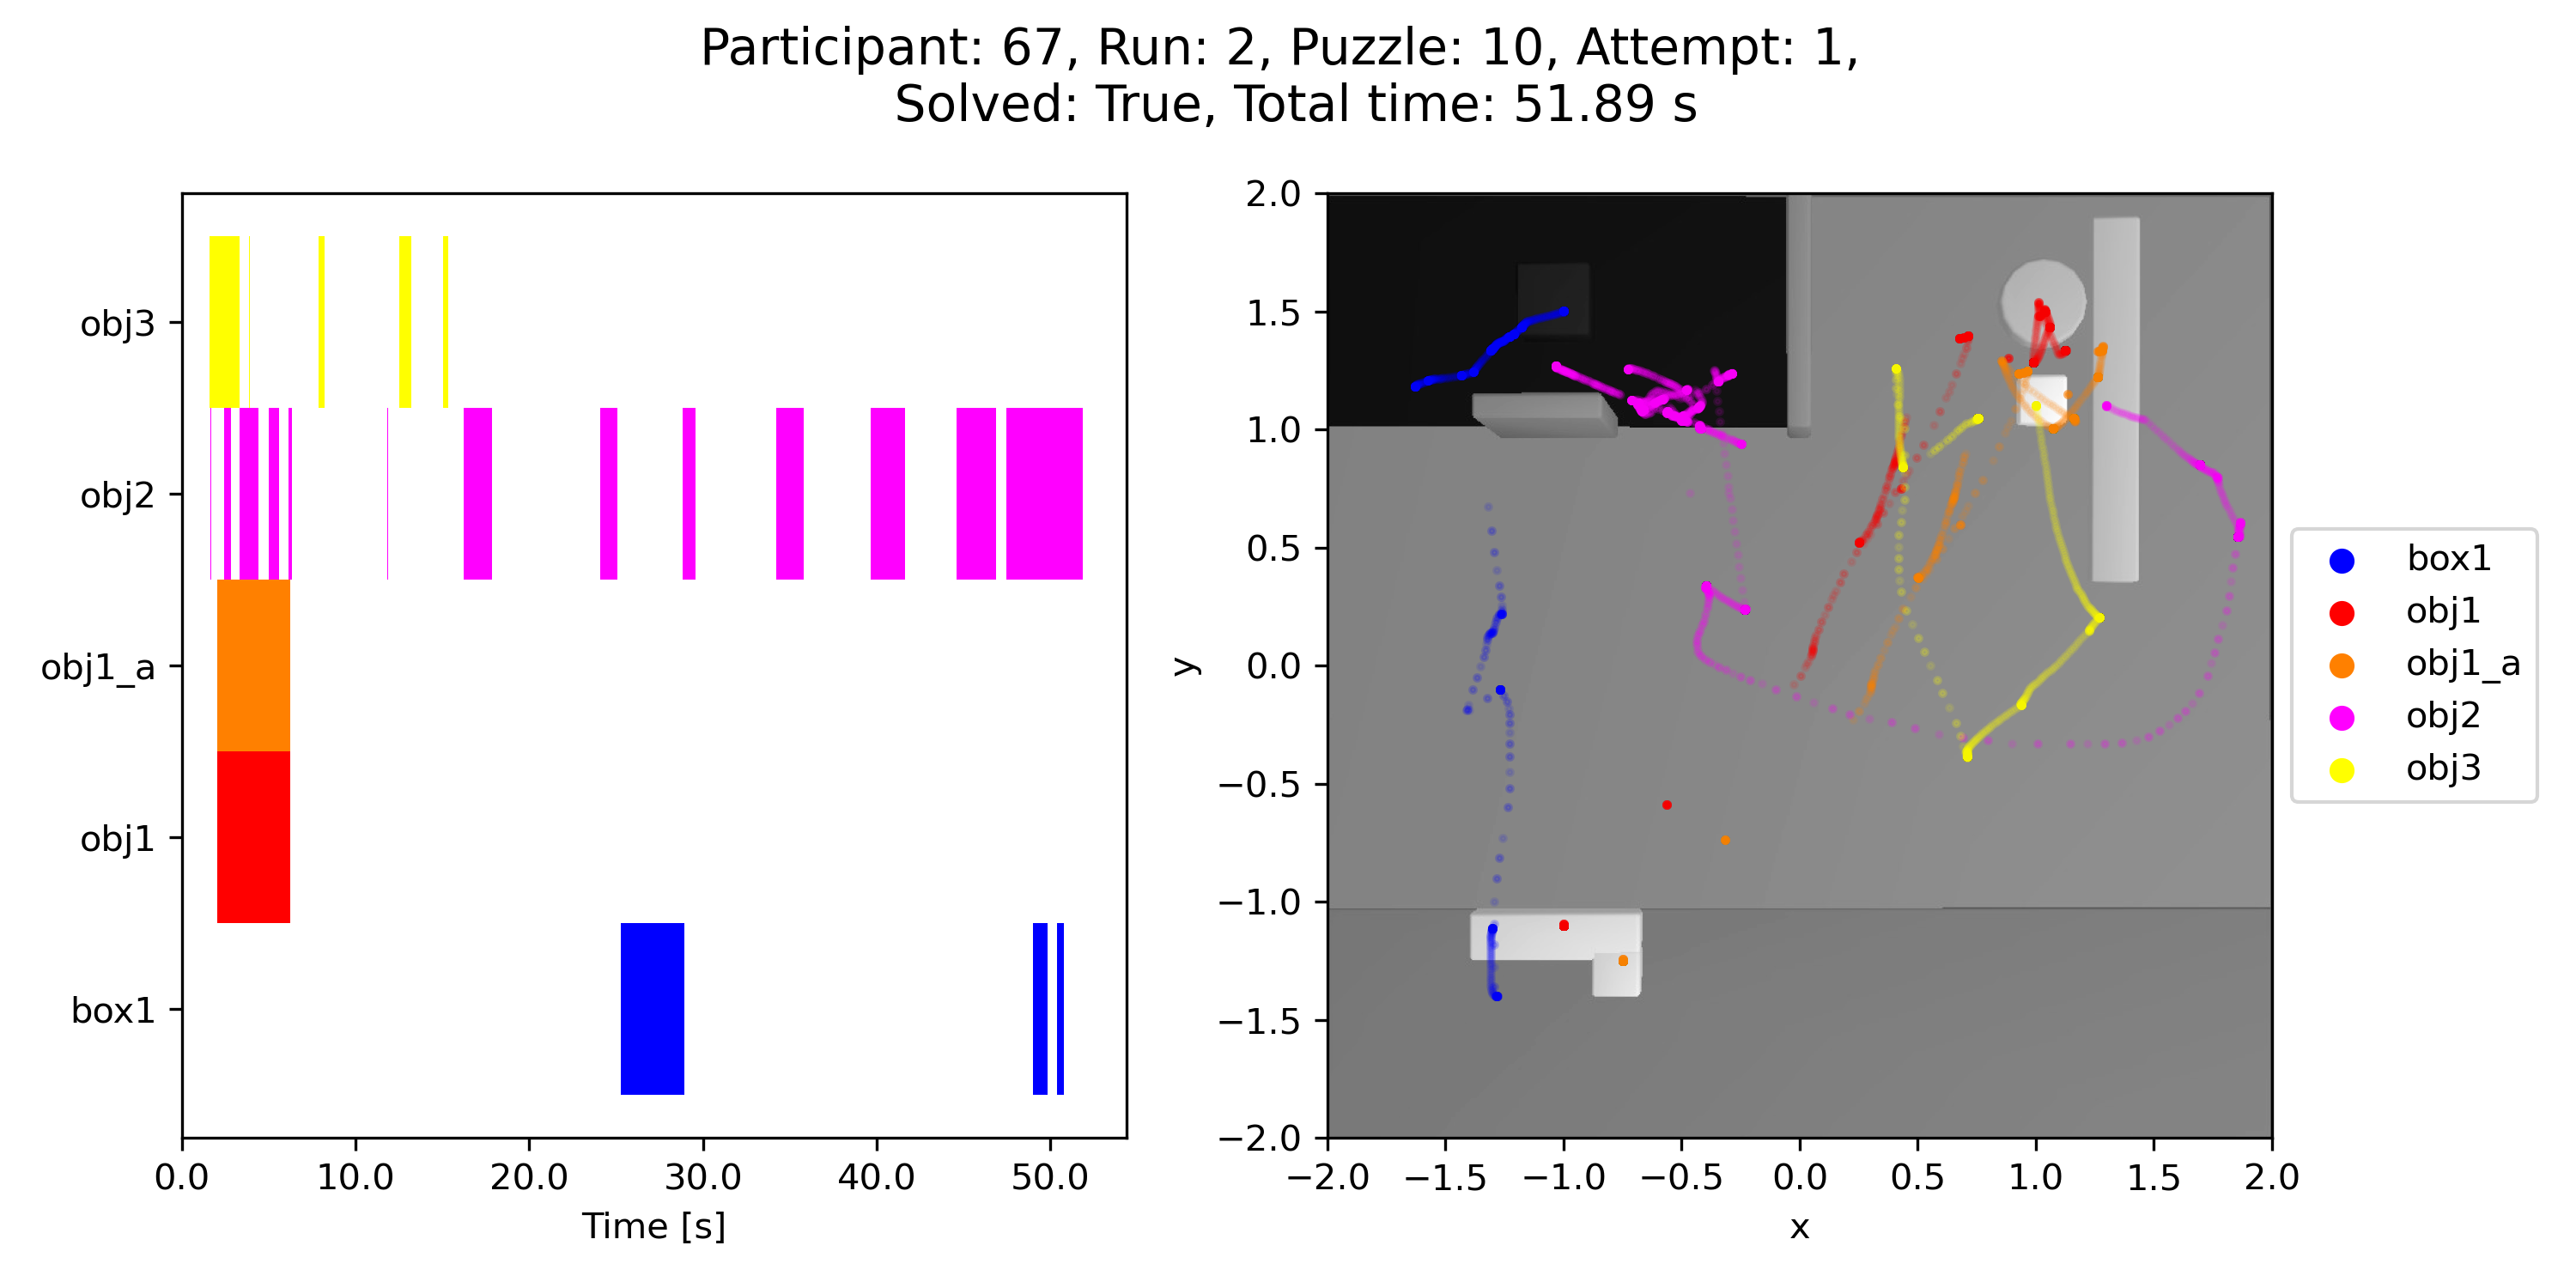 Participant: 67, Run: 2, Puzzle: 10, Attempt: 1,
Solved: True, Total time: 51.89 s
obj3
obj2
obj1_a
obj1
box1
0.0 10.0 20.0 30.0 40.0 50.0
Time [s]
2.0
1.5
1.0
0.5
0.0
−0.5
−1.0
−1.5
−2.0
y
−2.0 −1.5 −1.0 −0.5 0.0 0.5 1.0 1.5 2.0
x
box1
obj1
obj1_a
obj2
obj3